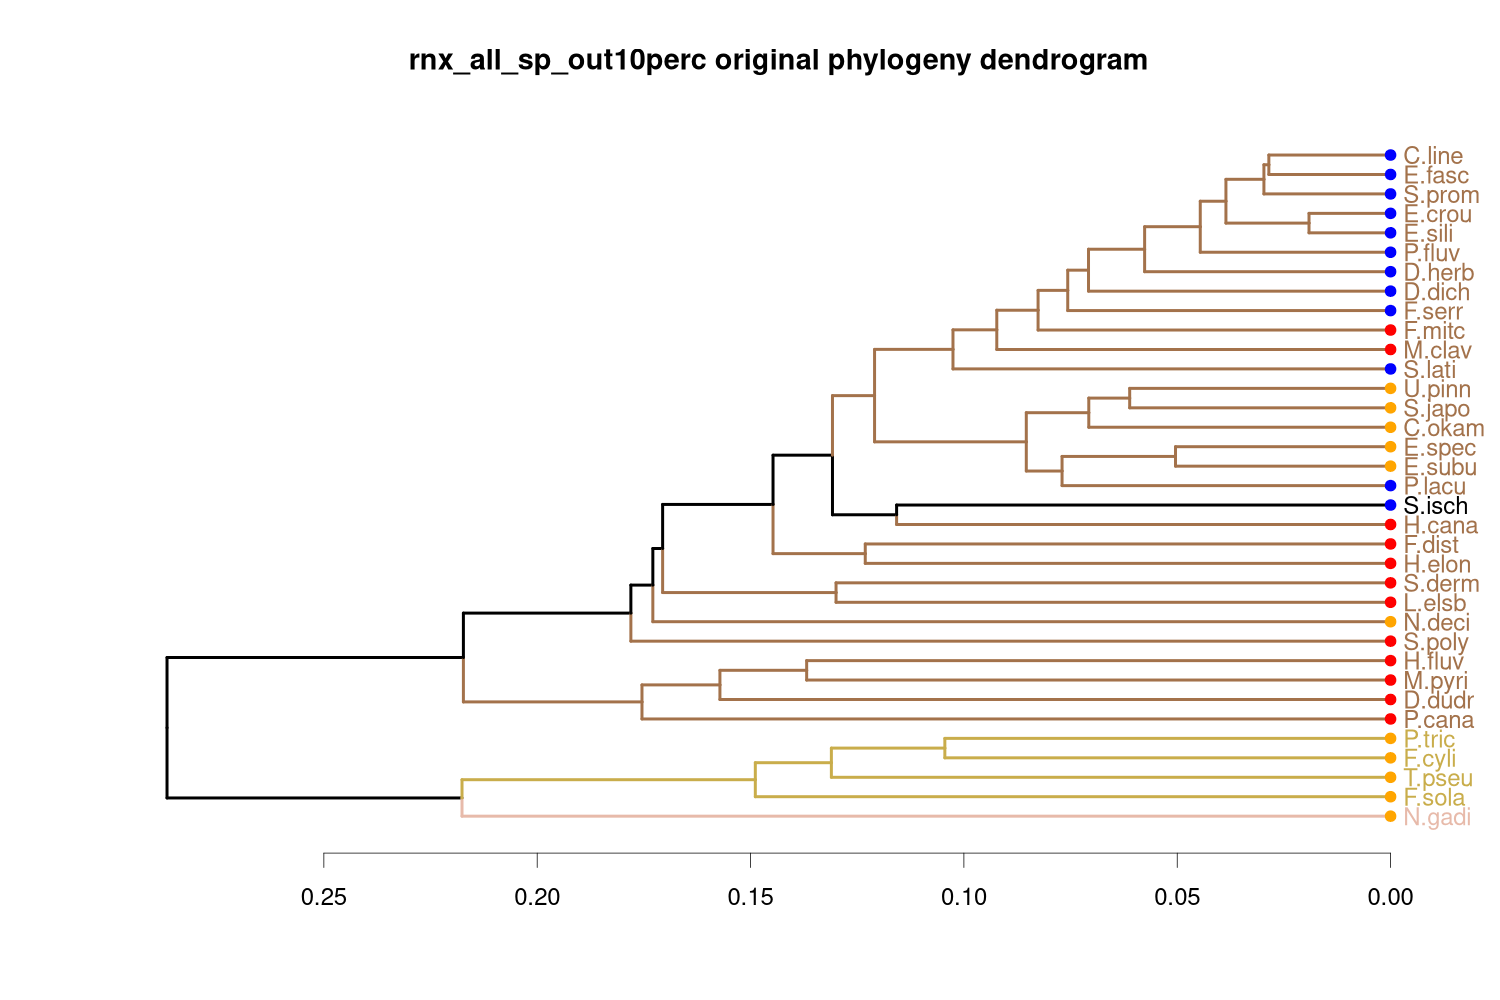 rnx_all_sp_out10perc original phylogeny dendrogram
C.line
E.fasc
S.prom
E.crou
E.sili
P.fluv
D.herb
D.dich
F.serr
F.mitc
M.clav
S.lati
U.pinn
S.japo
C.okam
E.spec
E.subu
P.lacu
S.isch
H.cana
F.dist
H.elon
S.derm
L.elsb
N.deci
S.poly
H.fluv
M.pyri
D.dudr
P.cana
P.tric
F.cyli
T.pseu
F.sola
N.gadi
0.25 0.20 0.15 0.10 0.05 0.00